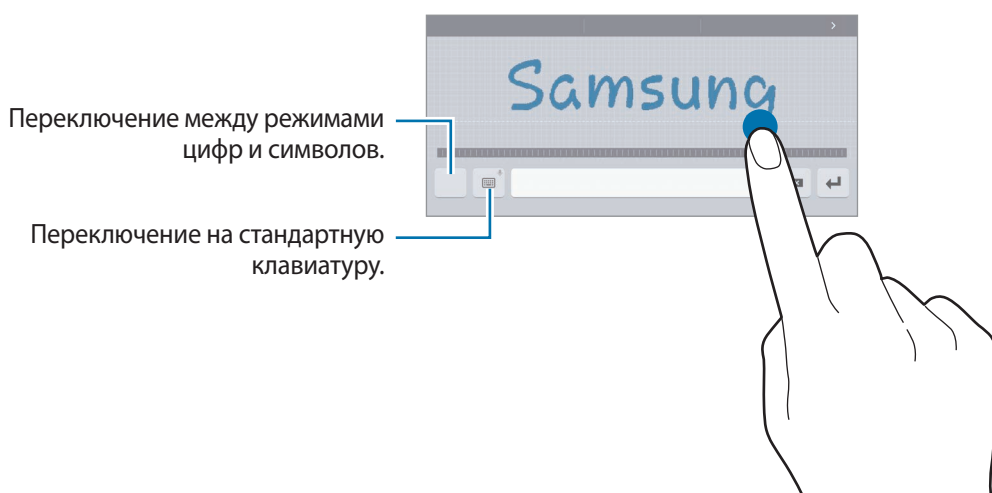 Samsung
Переключение между режимами
цифр и символов.
Переключение на стандартную
клавиатуру.